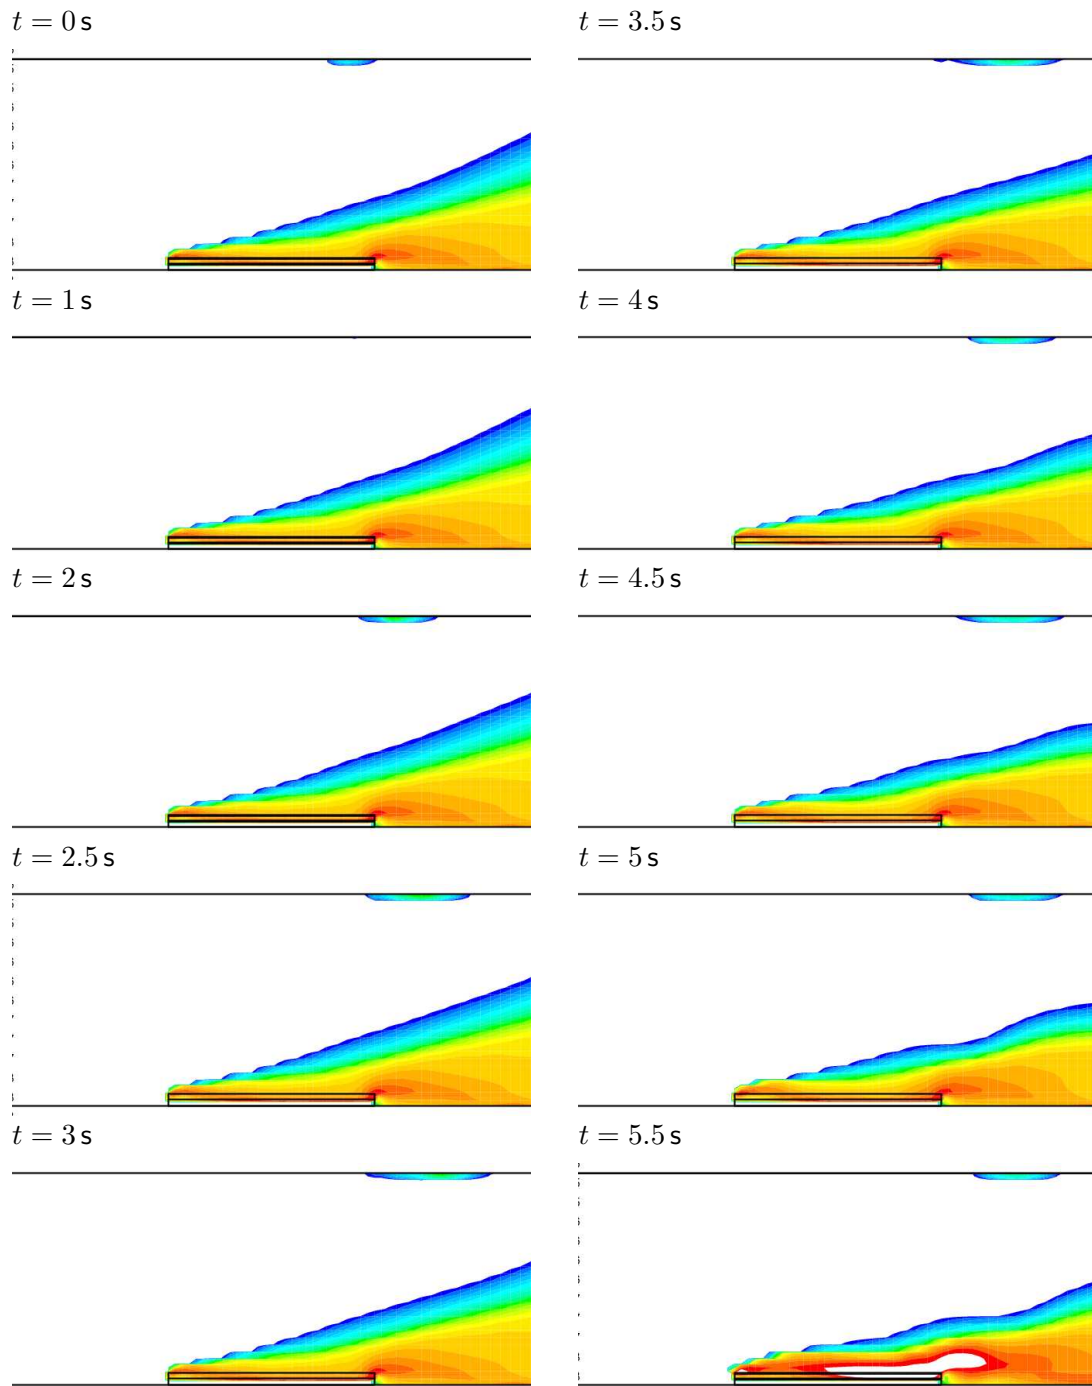 t = 0 s
t = 1 s
t = 2 s
t = 2.5 s
t = 3 s
t = 3.5 s
t = 4 s
t = 4.5 s
t = 5 s
t = 5.5 s